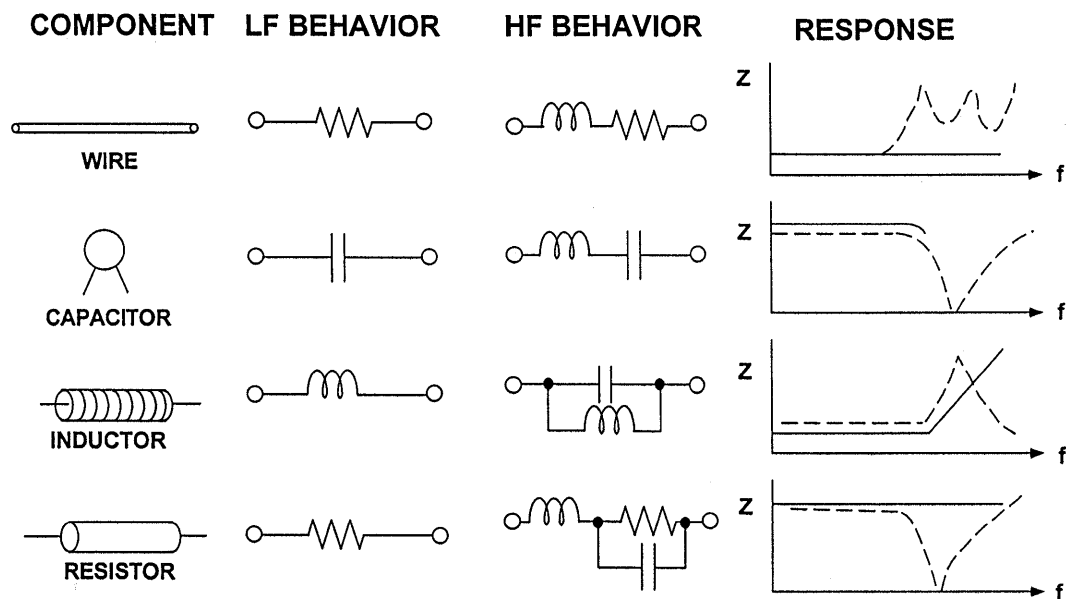 COMPONENT LF BEHAVIOR HF BEHAVIOR RESPONSE
WIRE
Z
f
CAPACITOR
Z
f
INDUCTOR
Z
f
RESISTOR
Z
f